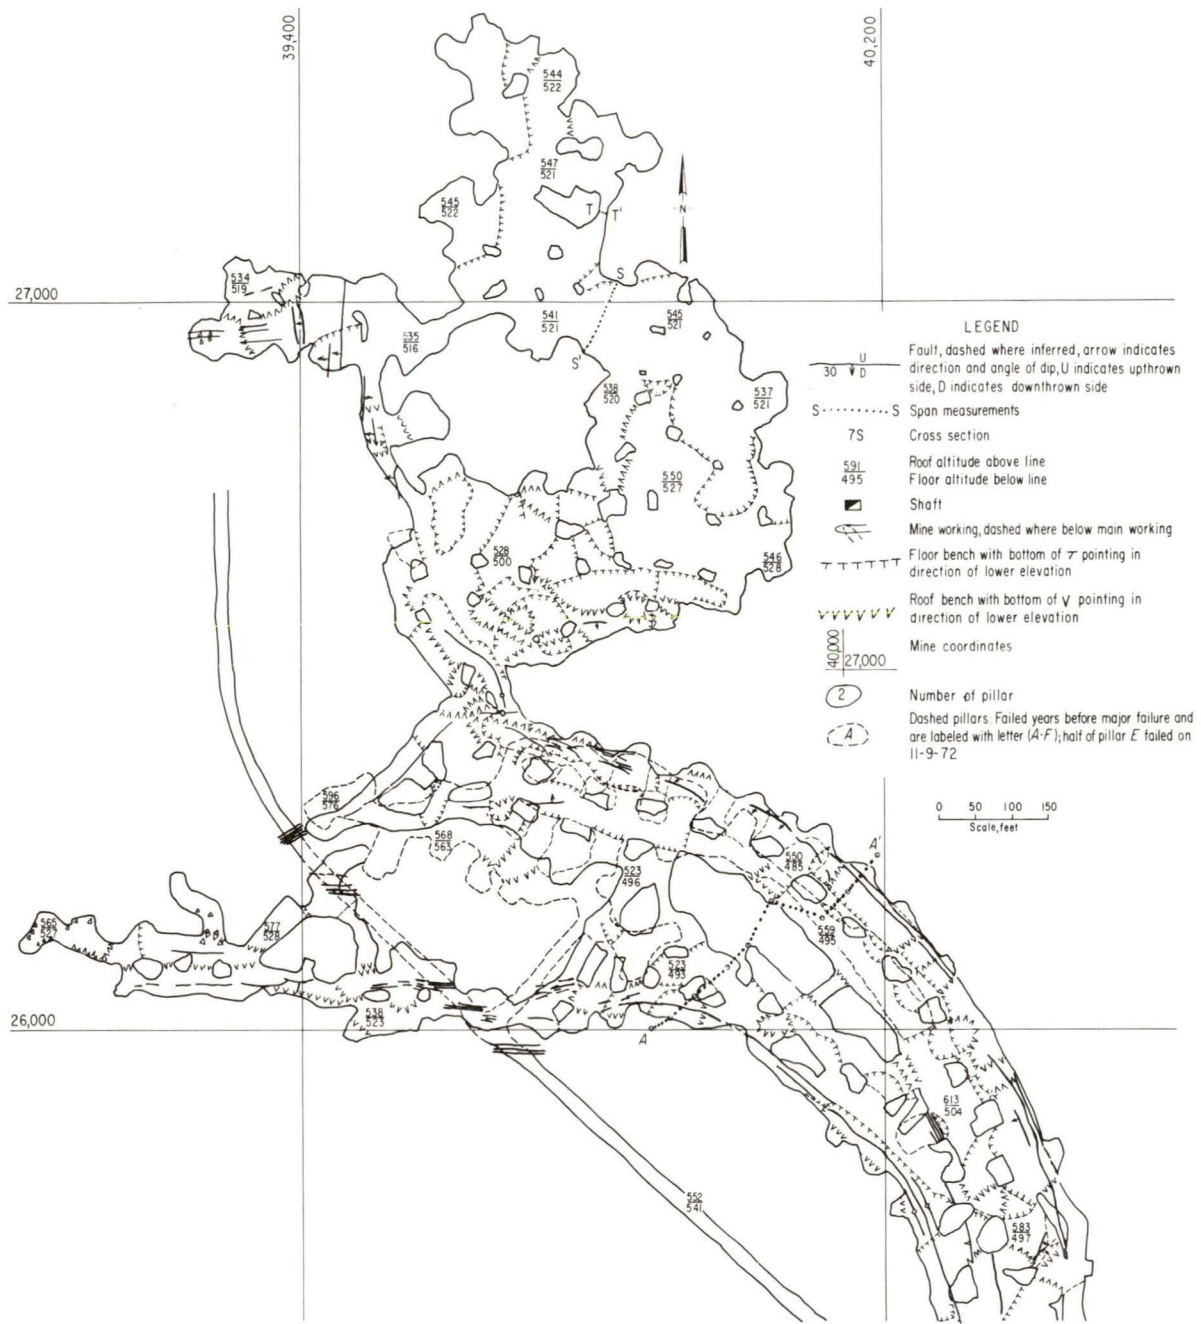 39,400
40,200
544
522
547
521
545
522
T T'
N
534
519
S
27,000
541
521
545
521
535
516
S'
538
520
537
521
550
527
528
500
546
528
LEGEND
U
30 D
Fault, dashed where inferred, arrow indicates
direction and angle of dip, U indicates upthrown
side, D indicates downthrown side
S S Span measurements
7S Cross section
591
495
Roof altitude above line
Floor altitude below line
Shaft
Mine working, dashed where below main working
Floor bench with bottom of T pointing in
direction of lower elevation
Roof bench with bottom of V pointing in
direction of lower elevation
40,000
27,000
Mine coordinates
2 Number of pillar
A
Dashed pillars: Failed years before major failure and
are labeled with letter (A-F); half of pillar E failed on
11-9-72
0 50 100 150
Scale, feet
596
576
568
563
523
496
550
485
A'
565
527
577
528
559
495
523
493
538
523
26,000
A
613
504
552
541
583
497